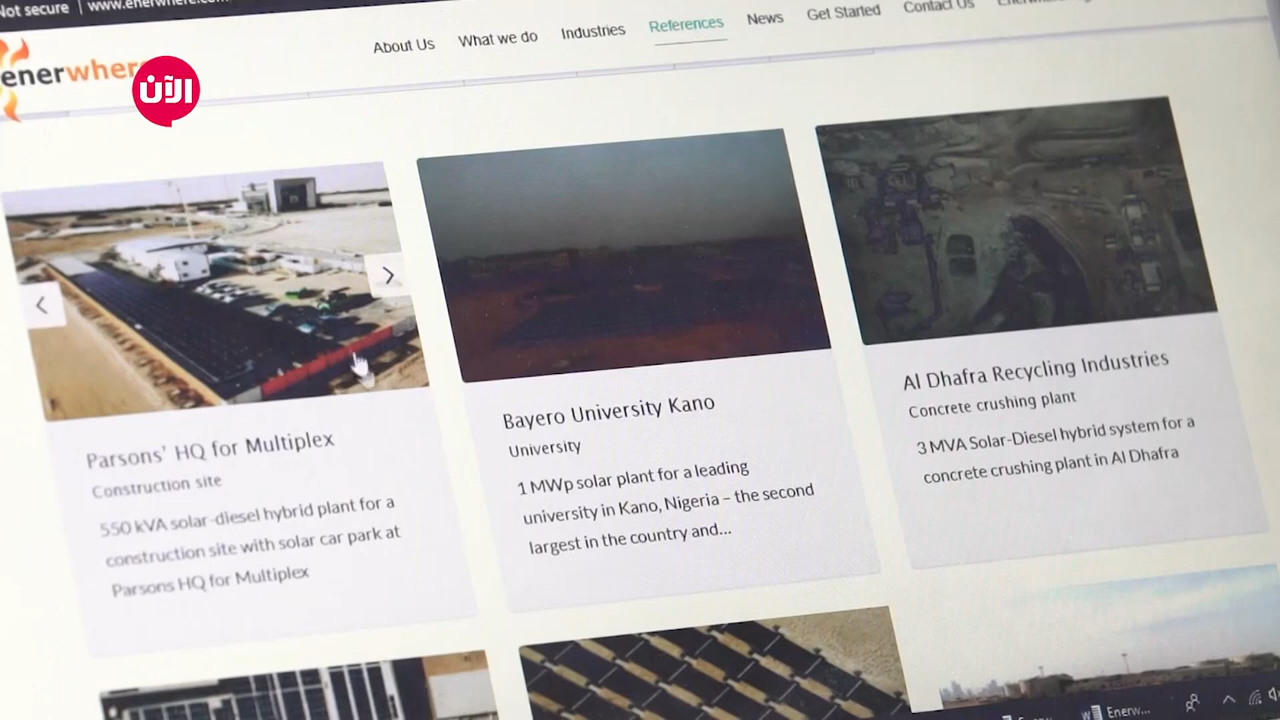 Not secure | www.enerwhere.com
enerwhere
الآن
About Us
What we do
Industries
References
News
Get Started
Contact Us
Parsons' HQ for Multiplex
Construction site
550 kVA solar-diesel hybrid plant for a
construction site with solar car park at
Parsons HQ for Multiplex
Bayero University Kano
University
1 MWp solar plant for a leading
university in Kano, Nigeria – the second
largest in the country and...
Al Dhafra Recycling Industries
Concrete crushing plant
3 MVA Solar-Diesel hybrid system for a
concrete crushing plant in Al Dhafra
Enerw...